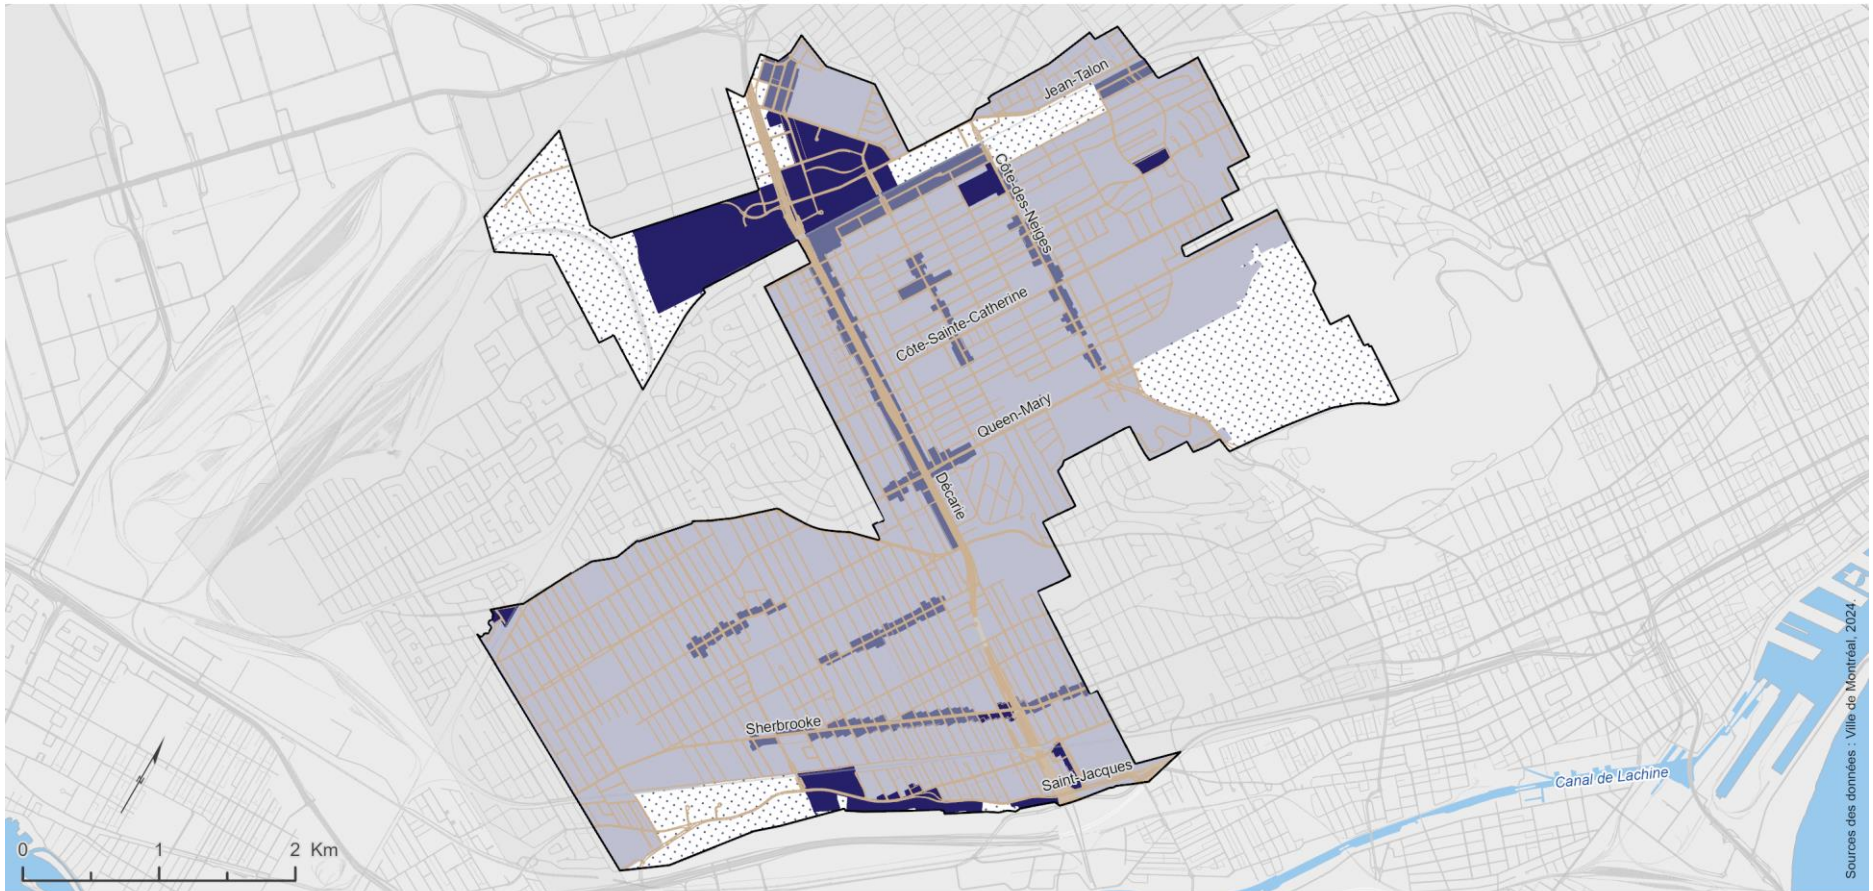 Jean-Talon
Côte-des-Neiges
Côte-Sainte-Catherine
Queen-Mary
Décarie
Sherbrooke
Saint-Jacques
Canal de Lachine
N
0 1 2 Km
Sources des données : Ville de Montréal, 2024.